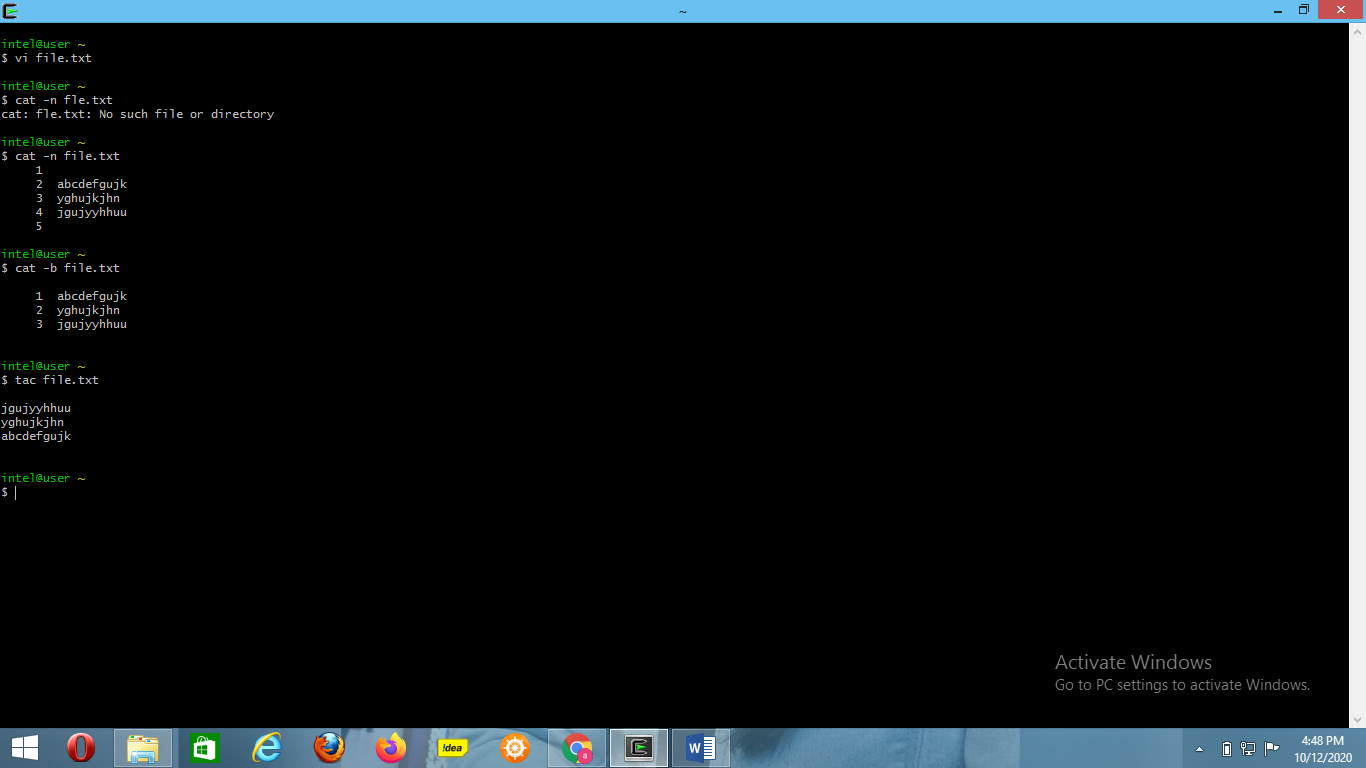 ~
intel@user ~
$ vi file.txt
intel@user ~
$ cat -n fle.txt
cat: fle.txt: No such file or directory
intel@user ~
$ cat -n file.txt
1
2 abcdefgujk
3 yghujkjhn
4 jgujyyhhuu
5
intel@user ~
$ cat -b file.txt
1 abcdefgujk
2 yghujkjhn
3 jgujyyhhuu
intel@user ~
$ tac file.txt
jgujyyhhuu
yghujkjhn
abcdefgujk
intel@user ~
$
Activate Windows
Go to PC settings to activate Windows.
!dea
a
W
4:48 PM
10/12/2020